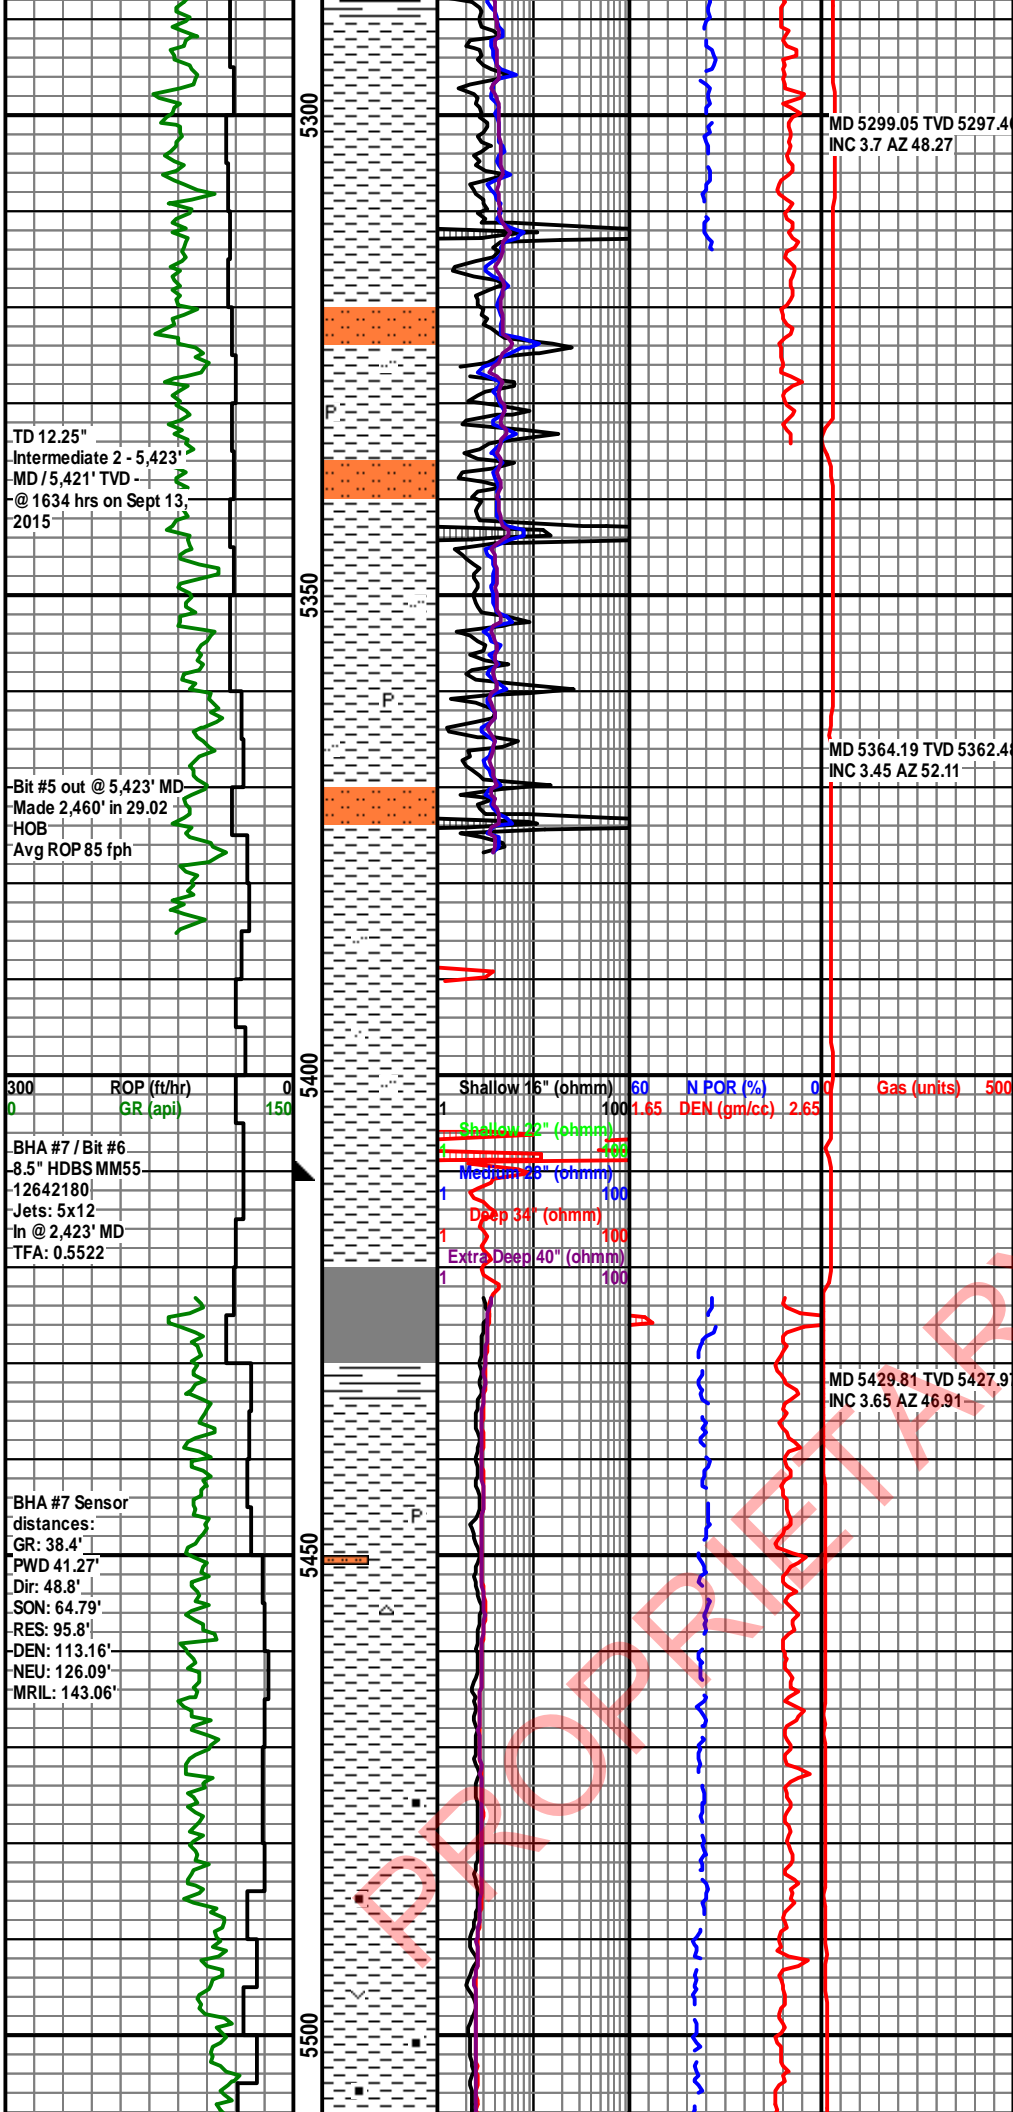 5300
MD 5299.05 TVD 5297.4
INC 3.7 AZ 48.27
P
TD 12.25"
Intermediate 2 - 5,423'
MD / 5,421' TVD -
@ 1634 hrs on Sept 13,
2015
5350
P
MD 5364.19 TVD 5362.48
INC 3.45 AZ 52.11
Bit #5 out @ 5,423' MD
Made 2,460' in 29.02
HOB
Avg ROP 85 fph
5400
300 ROP (ft/hr) 0
0 GR (api) 150
Shallow 16" (ohmm)
1 100
Shallow 22" (ohmm)
1 100
Medium 28" (ohmm)
1 100
Deep 34" (ohmm)
1 100
Extra Deep 40" (ohmm)
1 100
60 N POR (%) 0
1.65 DEN (gm/cc) 2.65
0 Gas (units) 500
BHA #7 / Bit #6
8.5" HDBS MM55
12642180
Jets: 5x12
In @ 2,423' MD
TFA: 0.5522
MD 5429.81 TVD 5427.97
INC 3.65 AZ 46.91
P
5450
BHA #7 Sensor
distances:
GR: 38.4'
PWD 41.27'
Dir: 48.8'
SON: 64.79'
RES: 95.8'
DEN: 113.16'
NEU: 126.09'
MRIL: 143.06'
5500
PROPRIETAR